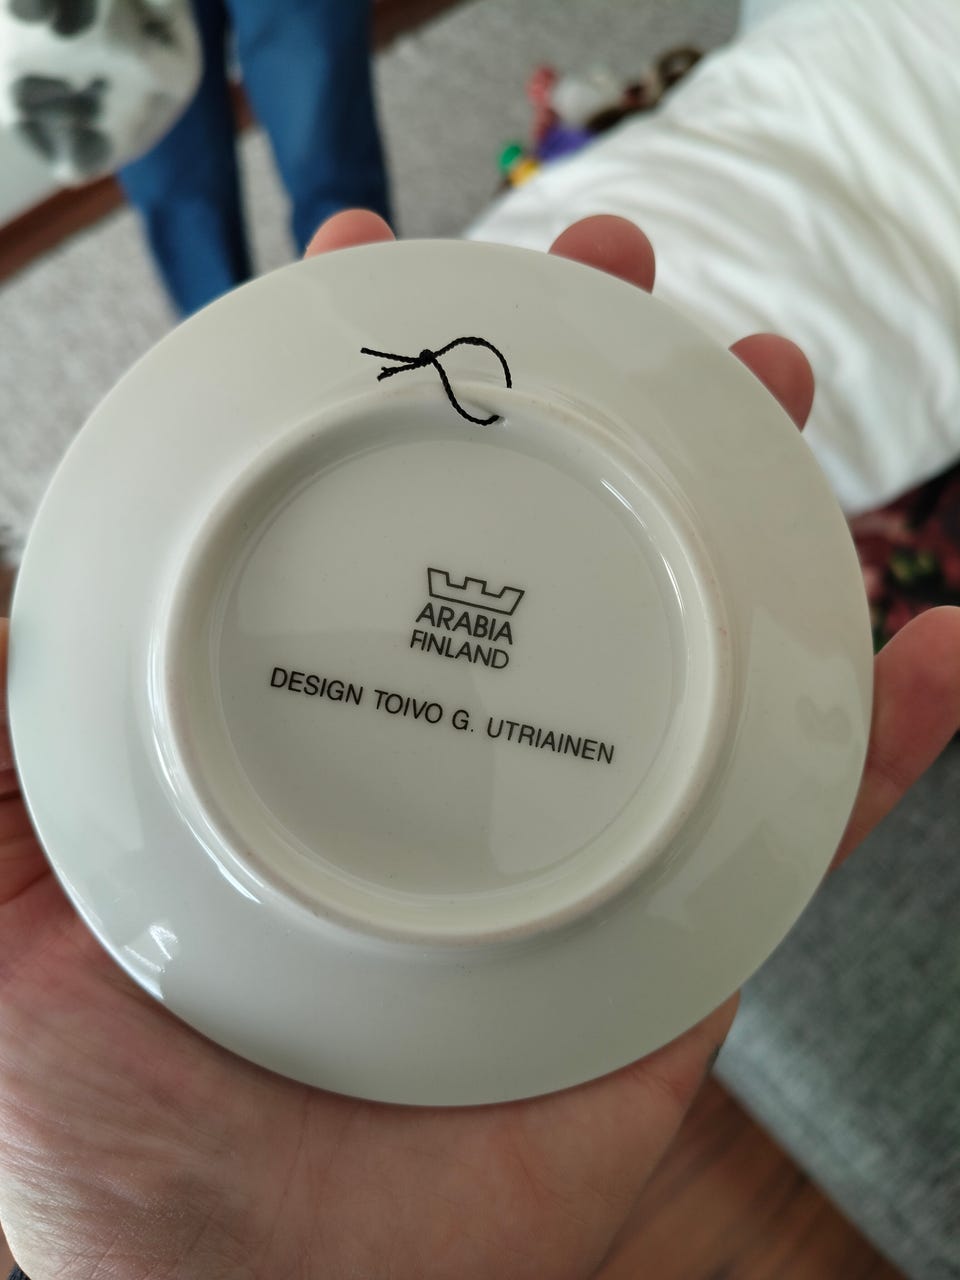 ARABIA
FINLAND
DESIGN TOIVO G. UTRIAINEN